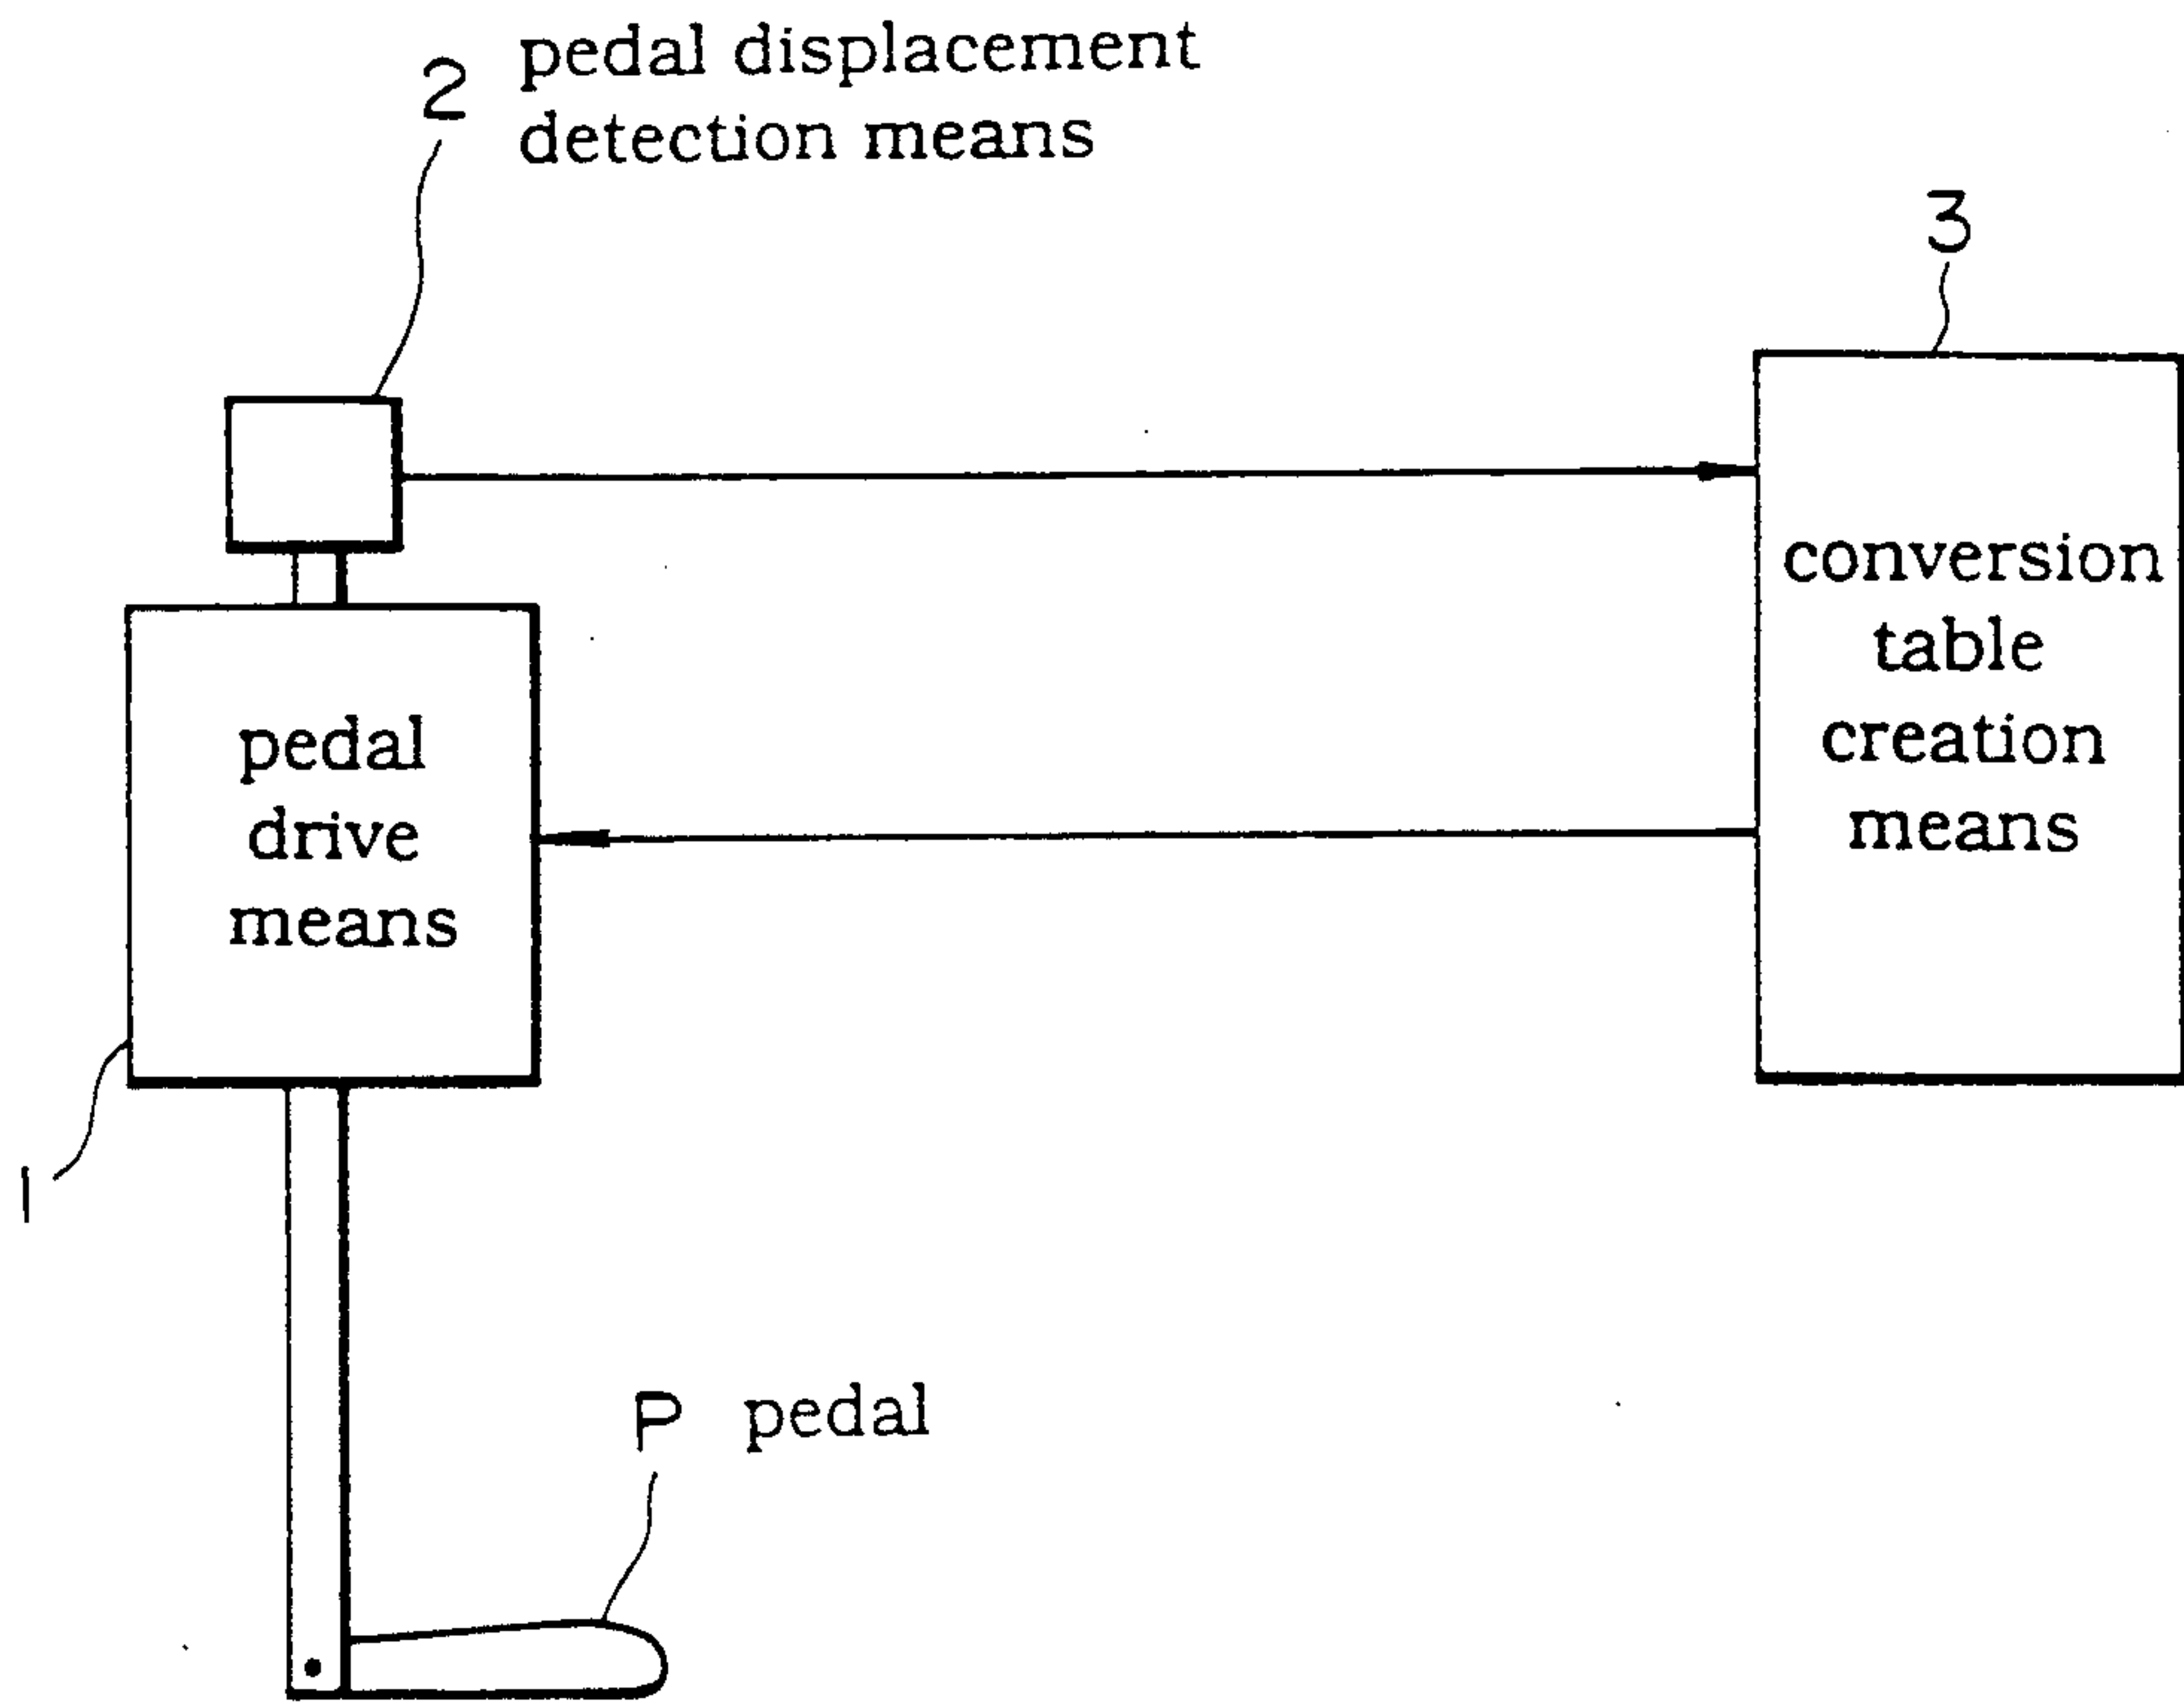 2 pedal displacement
detection means
3
conversion
table
creation
means
pedal
drive
means
1
P pedal